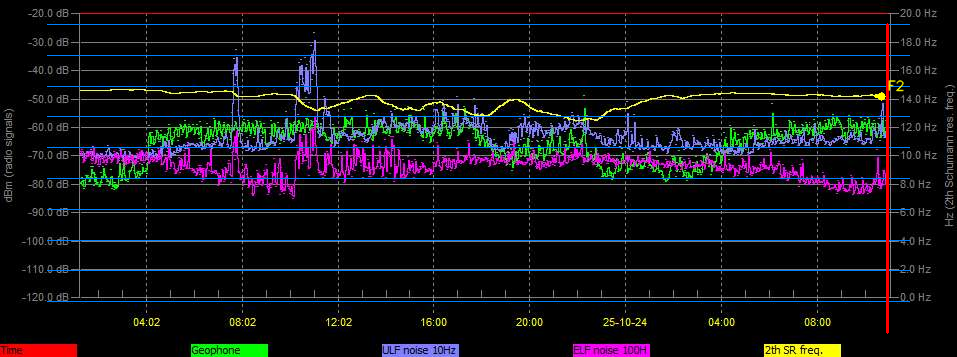 -20.0 dB 20.0 Hz
-30.0 dB 18.0 Hz
-40.0 dB 16.0 Hz
F2
-50.0 dB 14.0 Hz
-60.0 dB 12.0 Hz
-70.0 dB 10.0 Hz
-80.0 dB 8.0 Hz
-90.0 dB 6.0 Hz
-100.0 dB 4.0 Hz
-110.0 dB 2.0 Hz
-120.0 dB 0.0 Hz
dBm (radio signals)
Hz (2th Schumann res. freq.)
04:02 08:02 12:02 16:00 20:00 25-10-24 04:00 08:00
Time Geophone ULF noise 10Hz ELF noise 100H 2th SR freq.